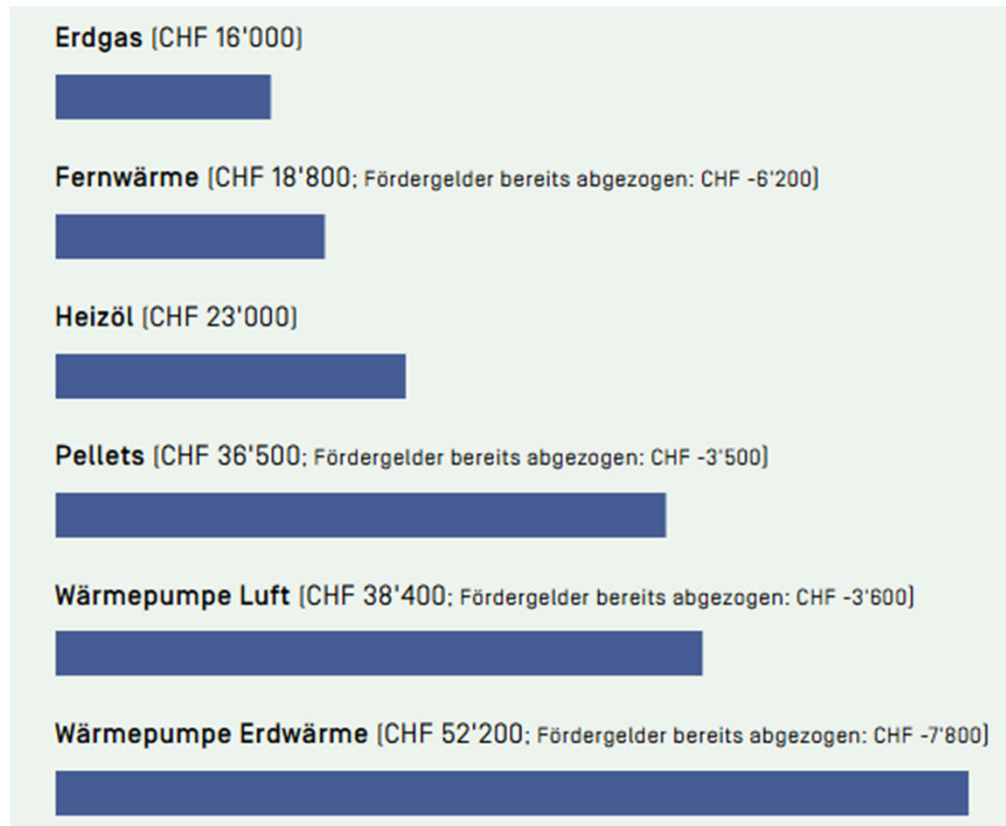 Erdgas (CHF 16'000)
Fernwärme (CHF 18'800; Fördergelder bereits abgezogen: CHF -6'200)
Heizöl (CHF 23'000)
Pellets (CHF 36'500; Fördergelder bereits abgezogen: CHF -3'500)
Wärmepumpe Luft (CHF 38'400; Fördergelder bereits abgezogen: CHF -3'600)
Wärmepumpe Erdwärme (CHF 52'200; Fördergelder bereits abgezogen: CHF -7'800)